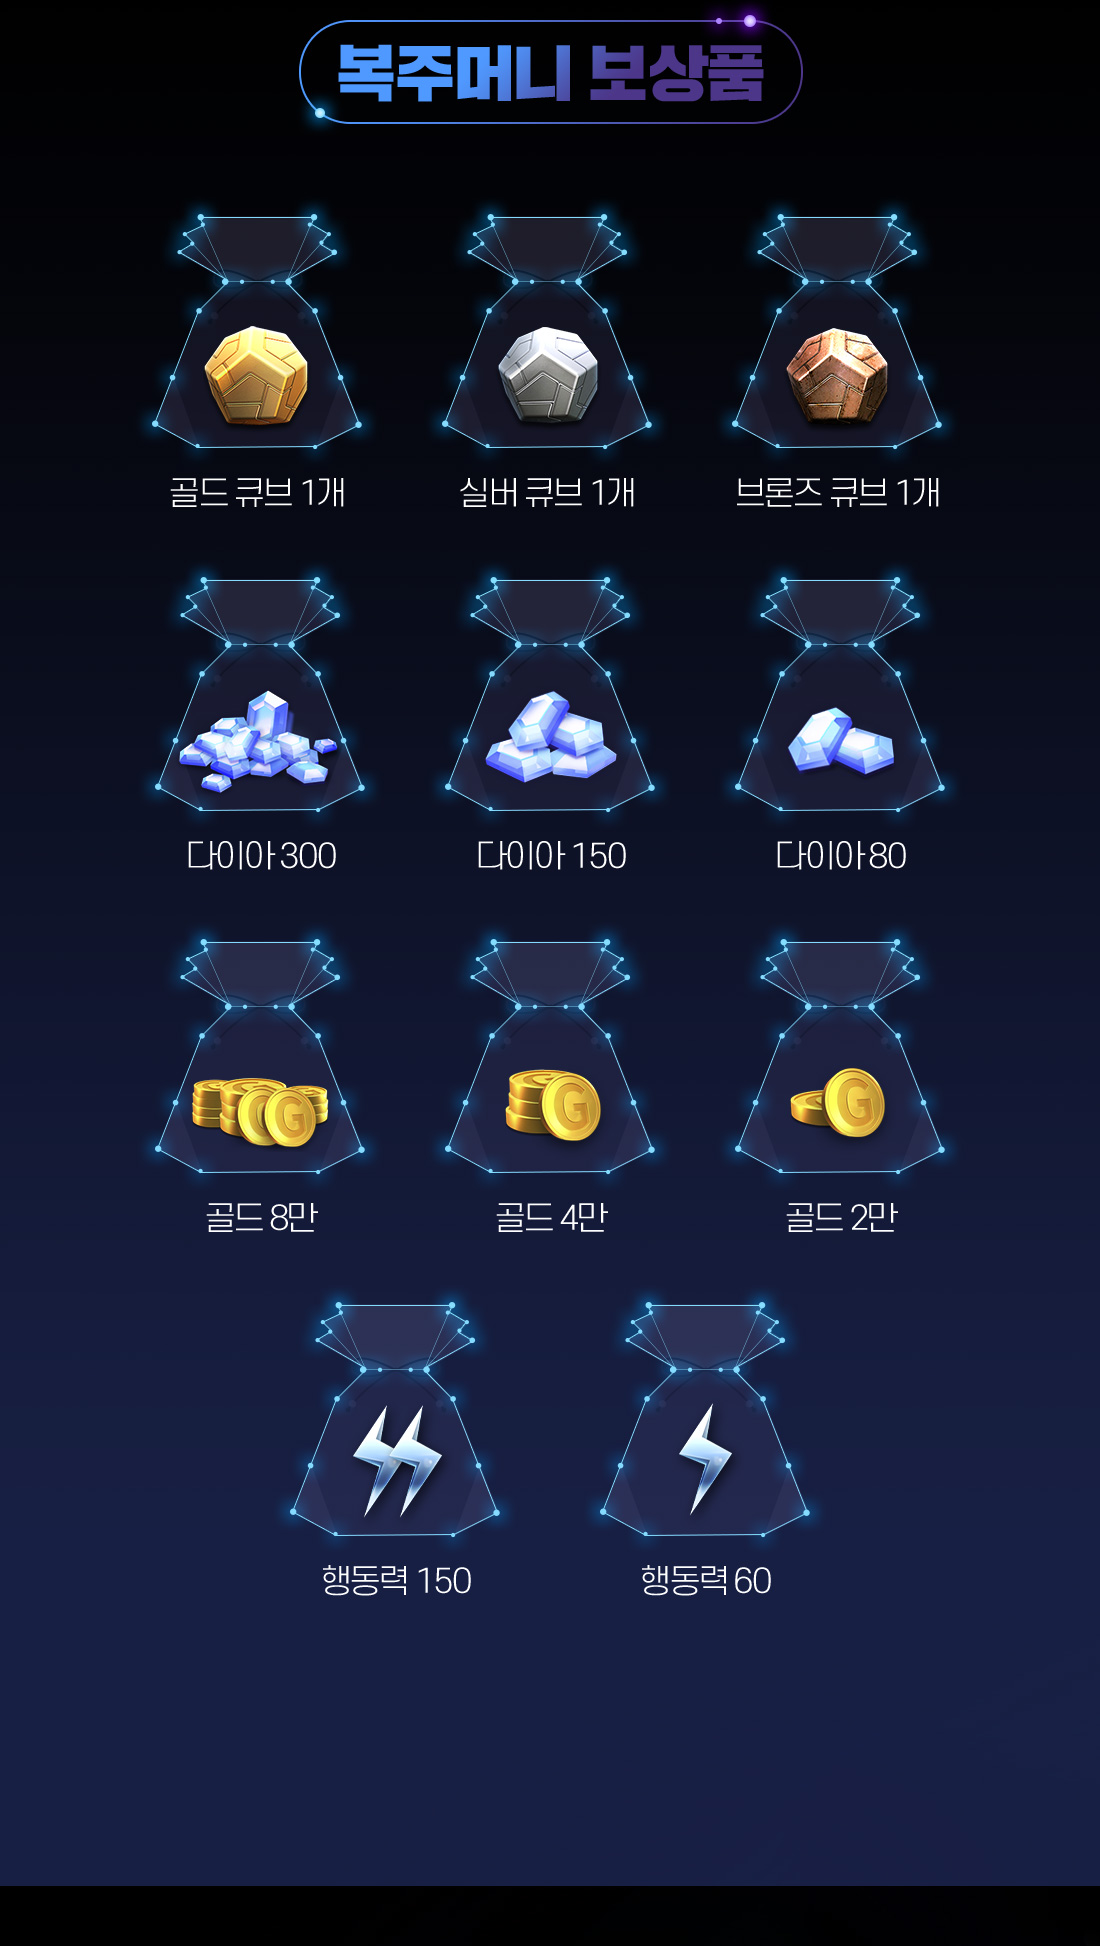 복주머니 보상품
골드 큐브 1개 실버 큐브 1개 브론즈 큐브 1개
다이아 300 다이아 150 다이아 80
G G G
골드 8만 골드 4만 골드 2만
행동력 150 행동력 60